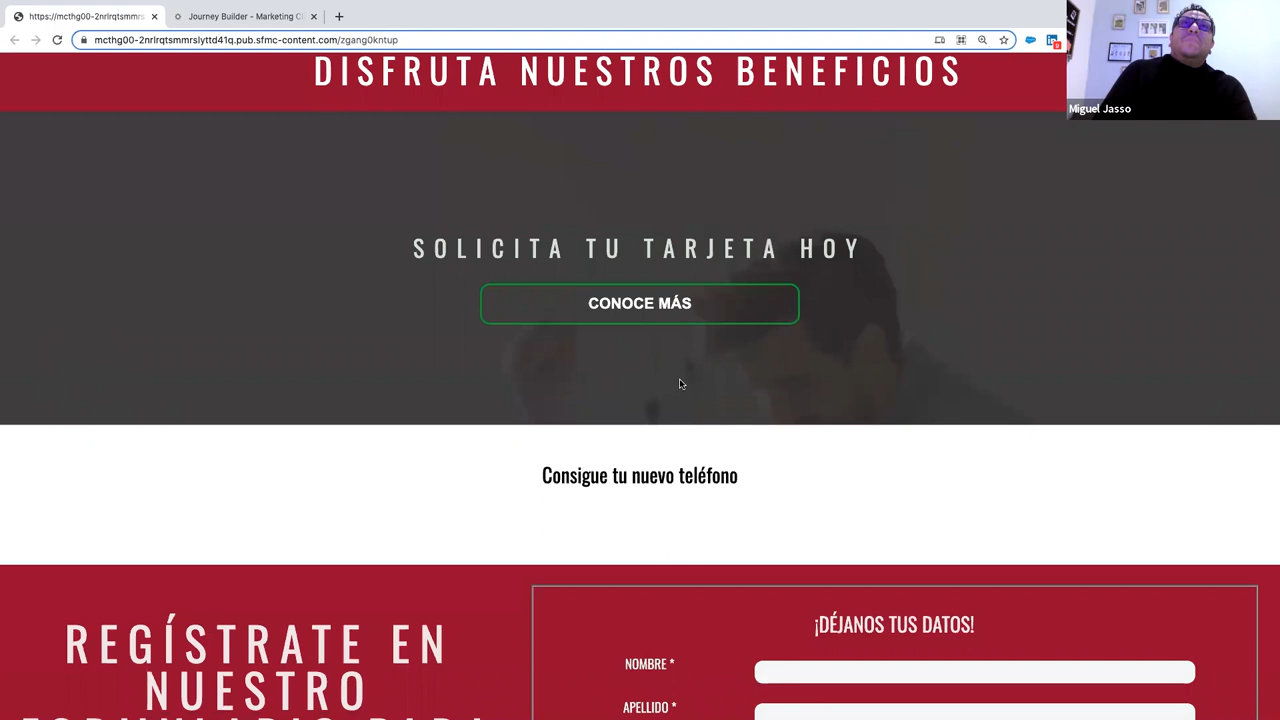 https://mcthg00-2nrlrqtsmmrs
Journey Builder - Marketing C
mcthg00-2nrlrqtsmmrslyttd41q.pub.sfmc-content.com/zgang0kntup
DISFRUTA NUESTROS BENEFICIOS
Miguel Jasso
SOLICITA TU TARJETA HOY
CONOCE MÁS
Consigue tu nuevo teléfono
REGÍSTRATE EN
NUESTRO
¡DÉJANOS TUS DATOS!
NOMBRE *
APELLIDO *